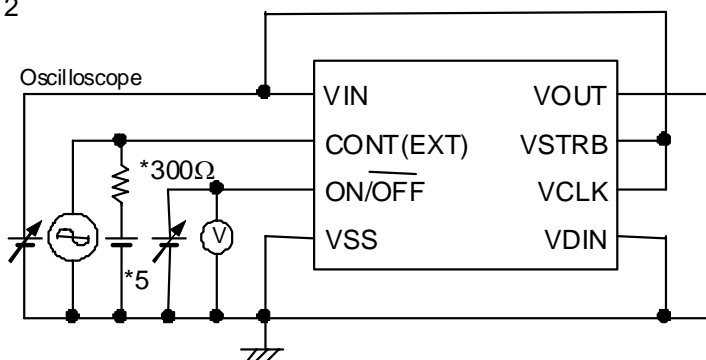 2
Oscilloscope
VIN
VOUT
CONT(EXT)
VSTRB
*300Ω
ON/OFF
VCLK
V
VSS
VDIN
*5